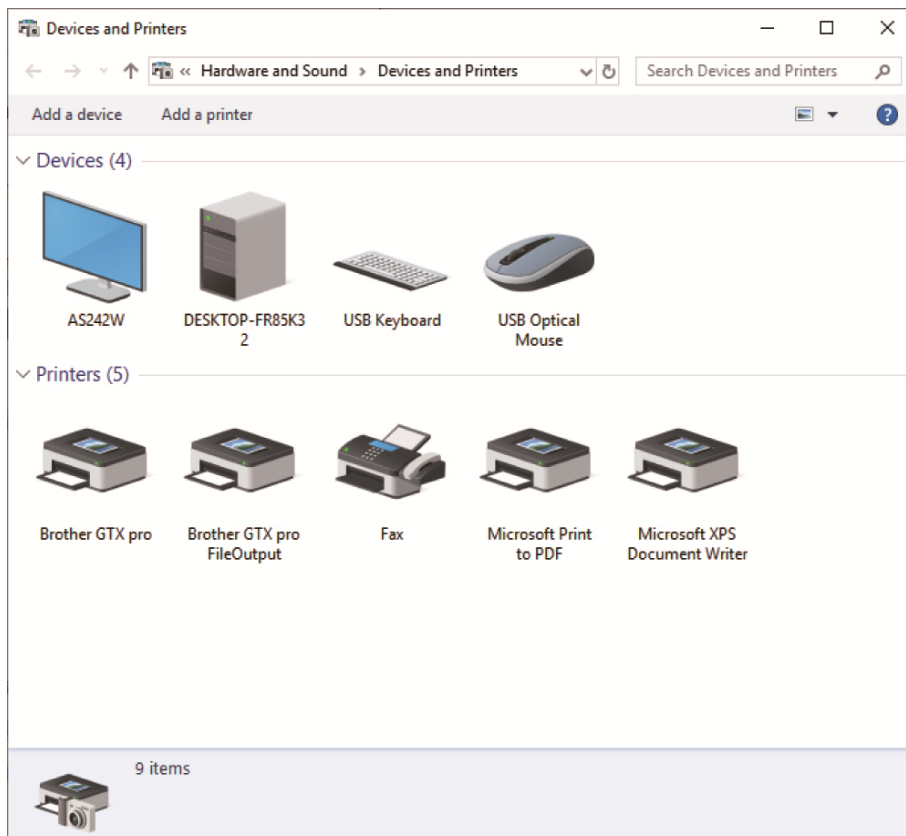 Devices and Printers
« Hardware and Sound > Devices and Printers
Search Devices and Printers
Add a device Add a printer
?
Devices (4)
AS242W
DESKTOP-FR85K3
2
USB Keyboard
USB Optical
Mouse
Printers (5)
Brother GTX pro
Brother GTX pro
FileOutput
Fax
Microsoft Print
to PDF
Microsoft XPS
Document Writer
9 items